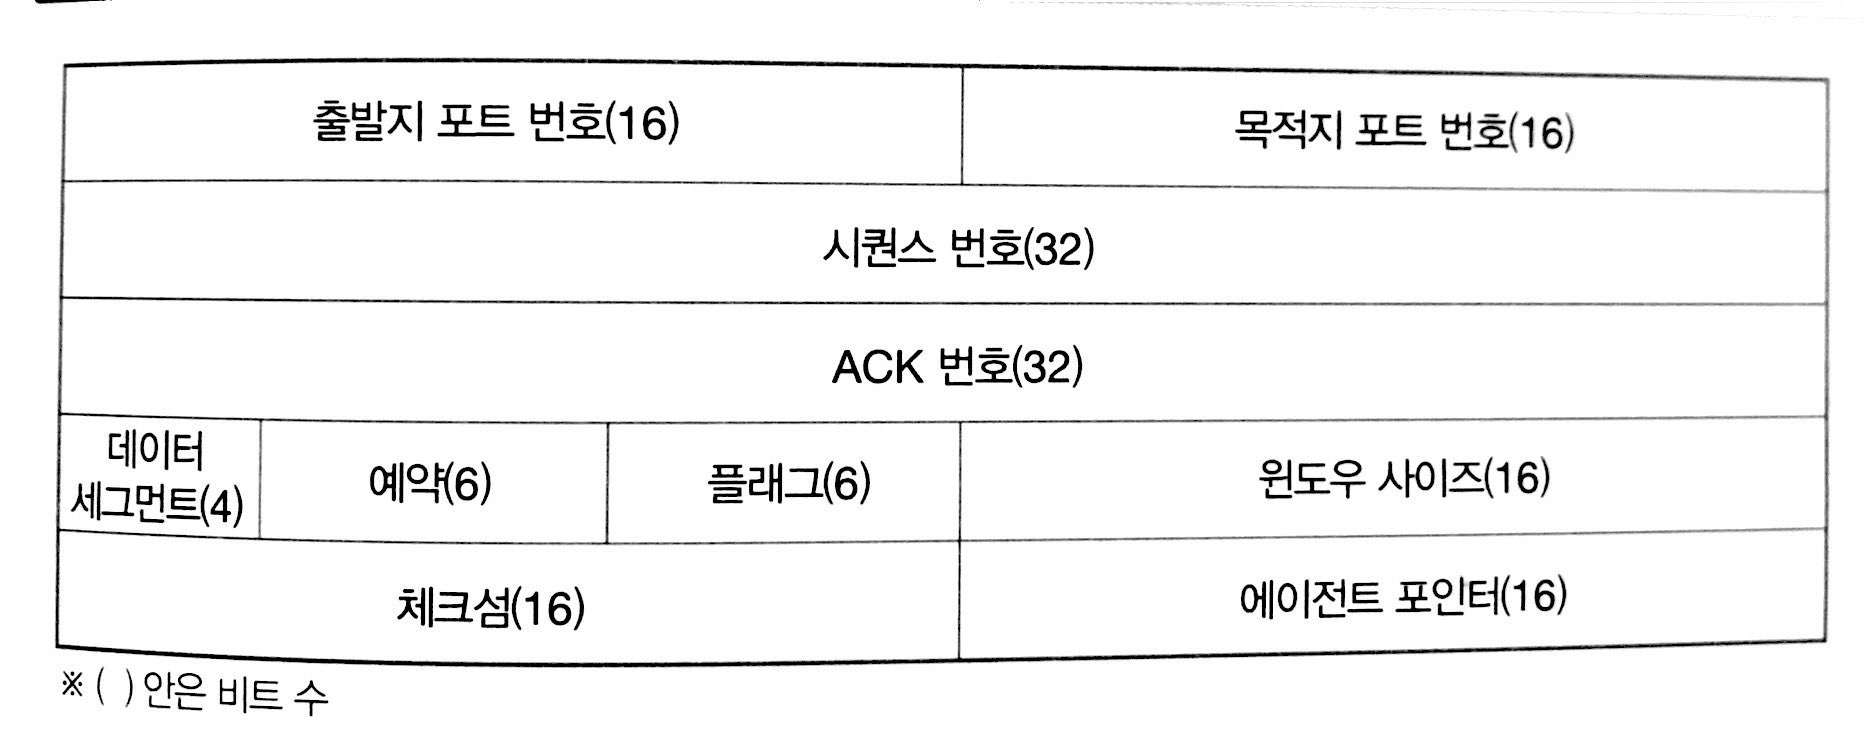 출발지 포트 번호(16) 목적지 포트 번호(16)
시퀀스 번호(32)
ACK 번호(32)
데이터
세그먼트(4) 예약(6) 플래그(6) 윈도우 사이즈(16)
체크섬(16) 에이전트 포인터(16)
※ ( ) 안은 비트 수